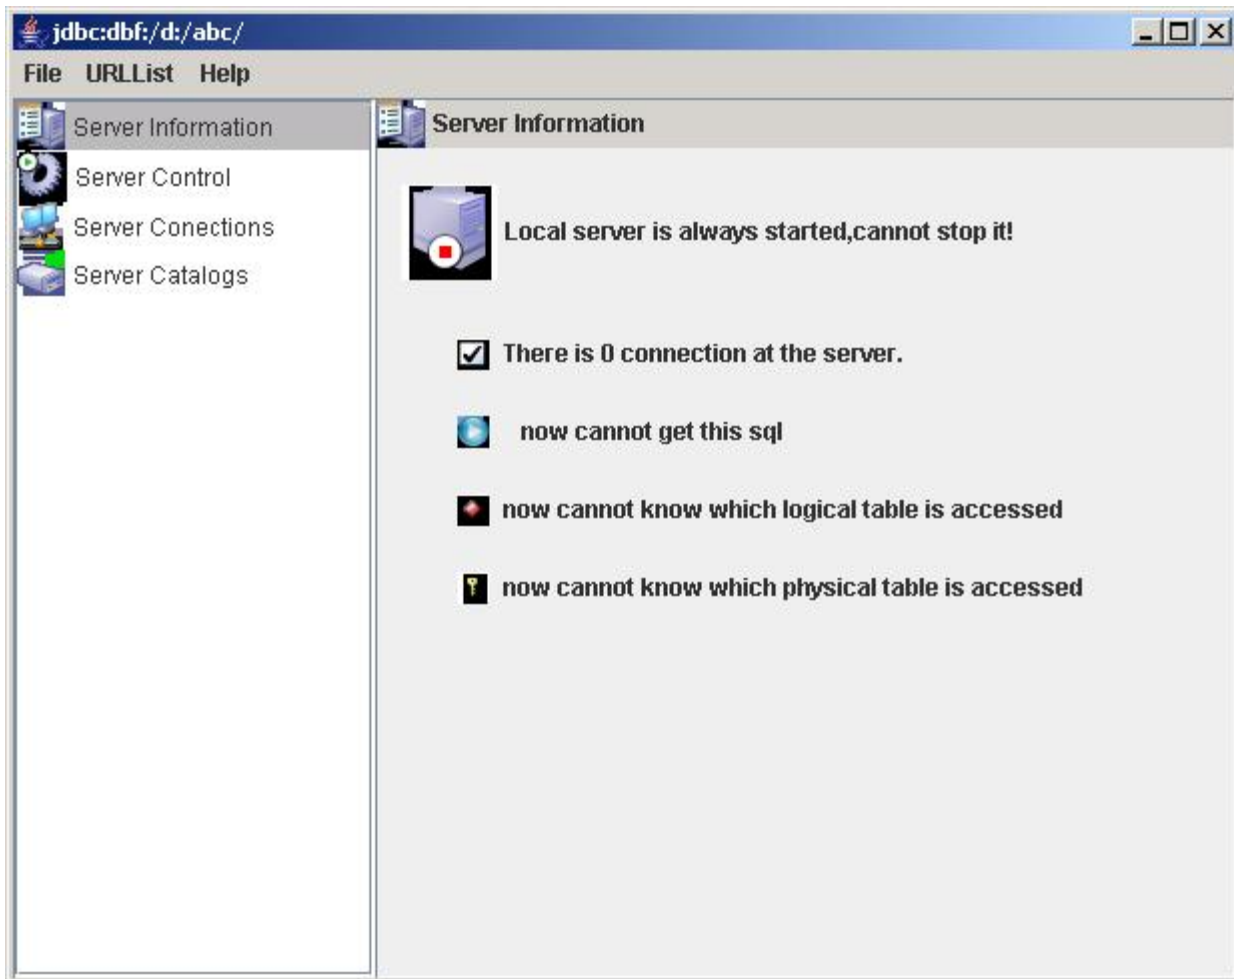 jdbc:dbf:/d:/abc/
File URLList Help
Server Information
Server Control
Server Conections
Server Catalogs
Server Information
Local server is always started,cannot stop it!
There is 0 connection at the server.
now cannot get this sql
now cannot know which logical table is accessed
now cannot know which physical table is accessed